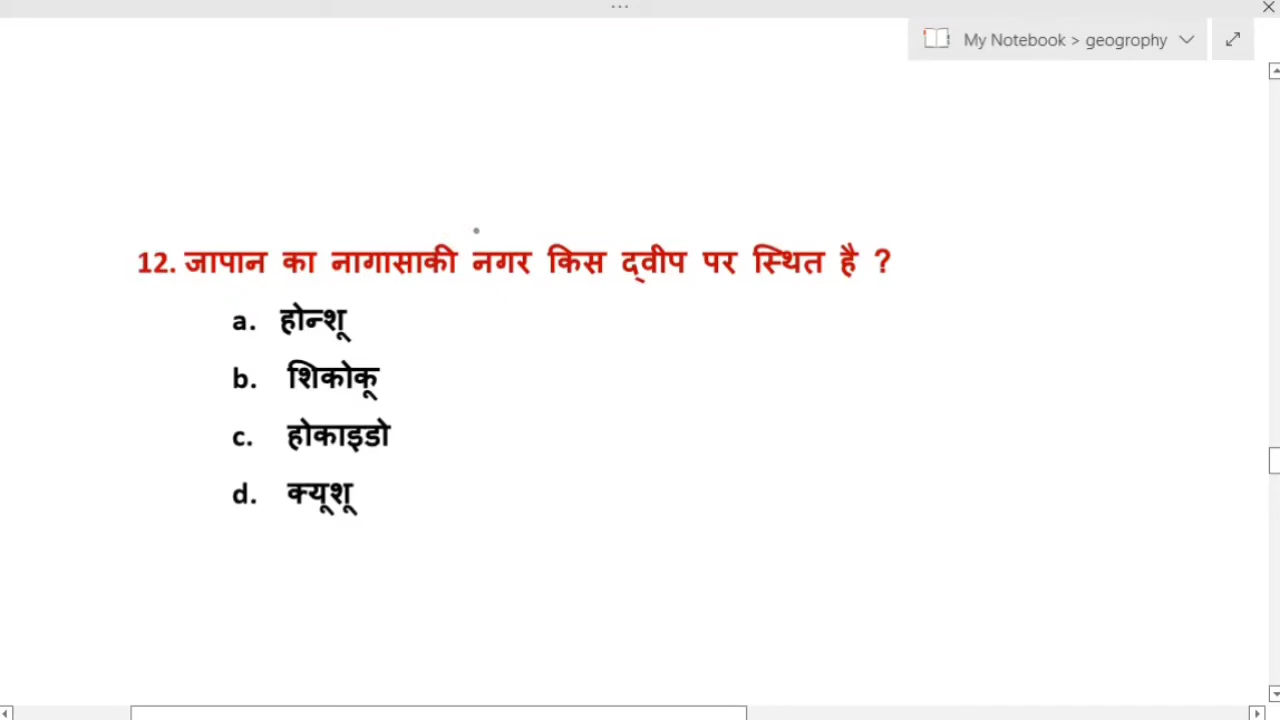 My Notebook > geogrophy
12. जापान का नागासाकी नगर किस द्वीप पर स्थित है ?
a. होन्शू
b. शिकोकू
c. होकाइडो
d. क्यूशू